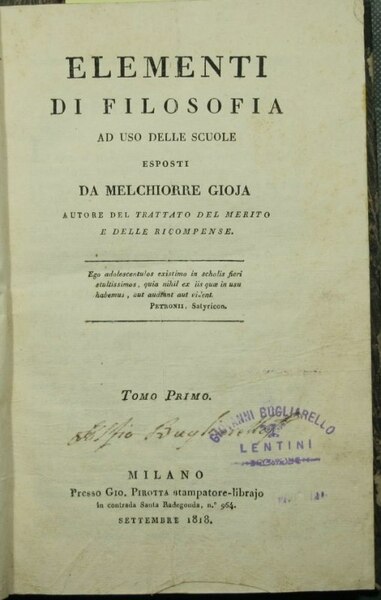 ELEMENTI
DI FILOSOFIA
AD USO DELLE SCUOLE
ESPOSTI
DA MELCHIORRE GIOJA
AUTORE DEL TRATTATO DEL MERITO
E DELLE RICOMPENSE.
Ego adolescentulos existimo in scholis fieri
stultissimos, quia nihil ex iis quæ in usu
habemus, aut audiunt aut vident.
PETRONII. Satyricon.
TOMO PRIMO.
GIOVANNI BUGLIARELLO
LENTINI
MILANO
Presso GIO. PIROTTA stampatore-librajo
in contrada Santa Radegonda, n.° 964.
SETTEMBRE 1818.